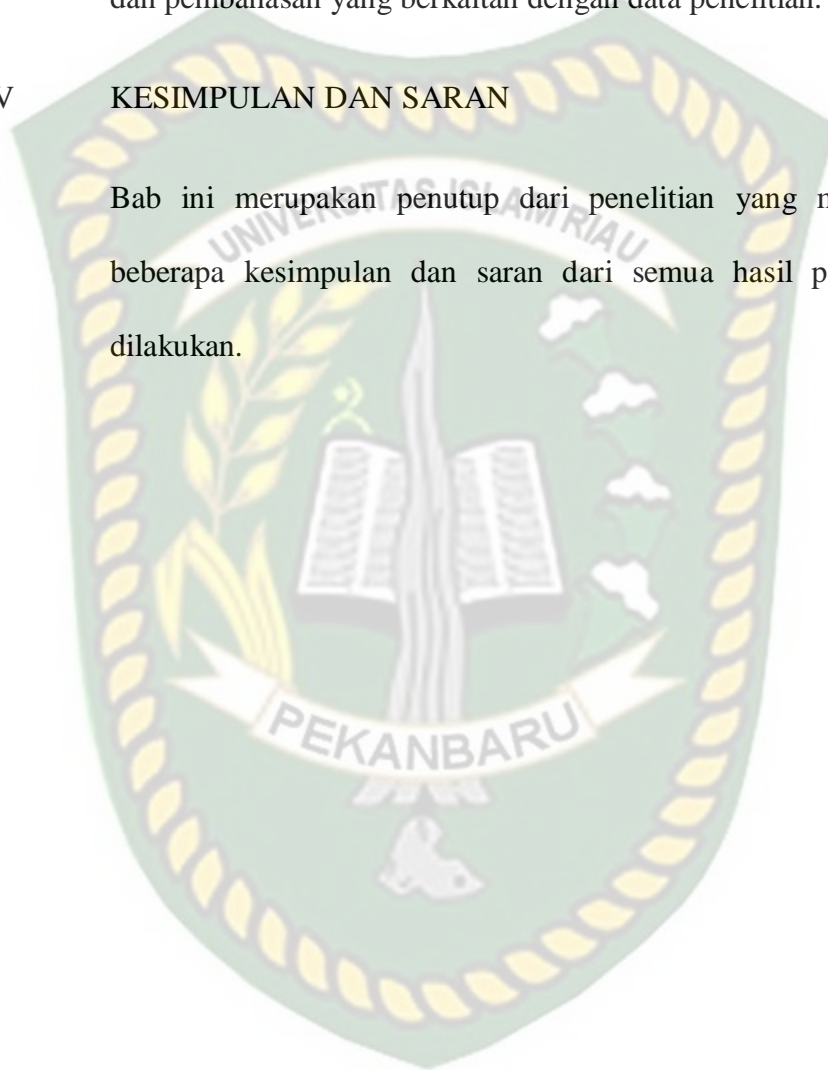 dan pembahasan yang berkaitan dengan data penelitian.
V KESIMPULAN DAN SARAN
UNIVERSITAS ISLAM RIAU
Bab ini merupakan penutup dari penelitian yang
beberapa kesimpulan dan saran dari semua hasil
dilakukan.
PEKANBARU